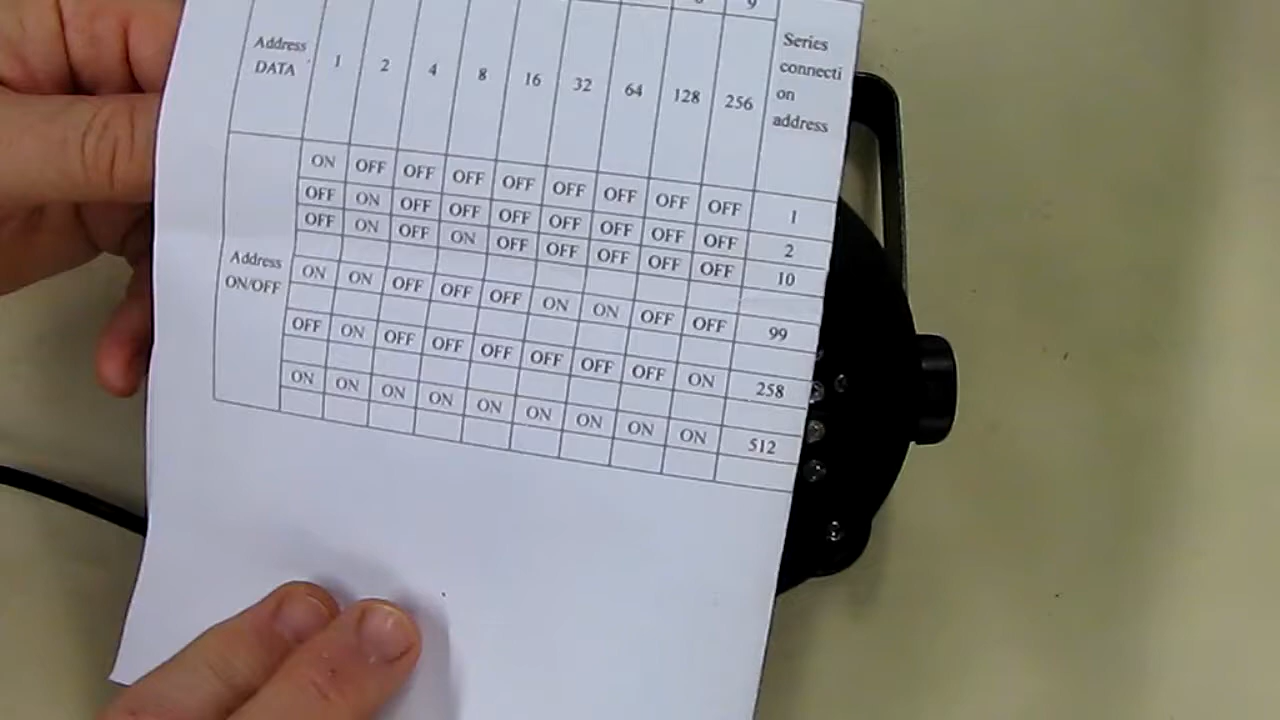 9
Address DATA 1 2 4 8 16 32 64 128 256 Series connecti on address
ON OFF OFF OFF OFF OFF OFF OFF OFF 1
OFF ON OFF OFF OFF OFF OFF OFF OFF 2
OFF ON OFF ON OFF OFF OFF OFF OFF 10
Address ON/OFF
ON ON OFF OFF OFF ON ON OFF OFF 99
OFF ON OFF OFF OFF OFF OFF OFF ON 258
ON ON ON ON ON ON ON ON ON 512